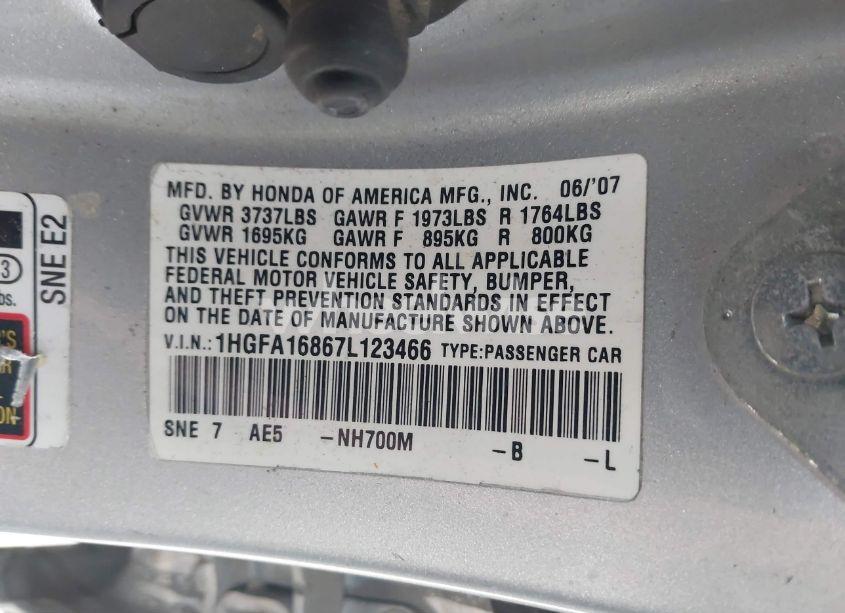 MFD. BY HONDA OF AMERICA MFG., INC. 06/'07
GVWR 3737LBS GAWR F 1973LBS R 1764LBS
GVWR 1695KG GAWR F 895KG R 800KG
THIS VEHICLE CONFORMS TO ALL APPLICABLE
FEDERAL MOTOR VEHICLE SAFETY, BUMPER,
AND THEFT PREVENTION STANDARDS IN EFFECT
ON THE DATE OF MANUFACTURE SHOWN ABOVE.
V.I.N.: 1HGFA16867L123466 TYPE:PASSENGER CAR
SNE 7 AE5 -NH700M -B -L
SNE E2
3
bs.